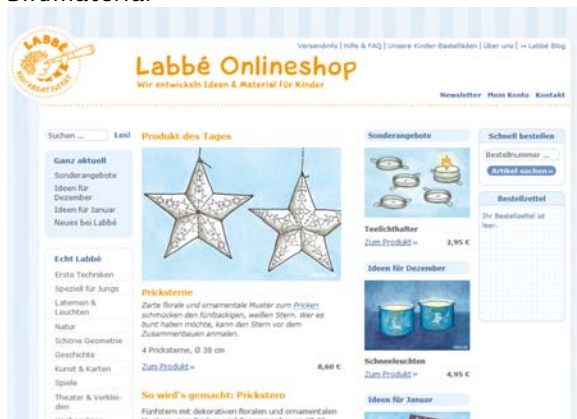 LABBÉ
Versandinfo | Hilfe & FAQ | Unsere Kinder-Bastelläden | Über uns | ›› Labbé Blog
Labbé Onlineshop
Wir entwickeln Ideen & Material für Kinder
Newsletter Mein Konto Kontakt
Suchen ... Los!
Ganz aktuell
Sonderangebote
Ideen für
Dezember
Ideen für Januar
Neues bei Labbé
Echt Labbé
Erste Techniken
Speziell für Jungs
Laternen &
Leuchten
Natur
Schöne Geometrie
Geschichte
Kunst & Karten
Spiele
Theater & Verklei-
den
Produkt des Tages
Pricksterne
Zarte florale und ornamentale Muster zum Pricken
schmücken den fünfzackigen, weißen Stern. Wer es
bunt haben möchte, kann den Stern vor dem
Zusammenbauen anmalen.
4 Pricksterne, Ø 38 cm
Zum Produkt » 8,60 €
So wird's gemacht: Prickstern
Fünfstern mit dekorativen floralen und ornamentalen
Sonderangebote
Teelichthalter
Zum Produkt » 2,95 €
Ideen für Dezember
Schneeleuchten
Zum Produkt » 4,95 €
Ideen für Januar
Schnell bestellen
Bestellnummer ...
Artikel suchen »
Bestellzettel
Ihr Bestellzettel ist
leer.